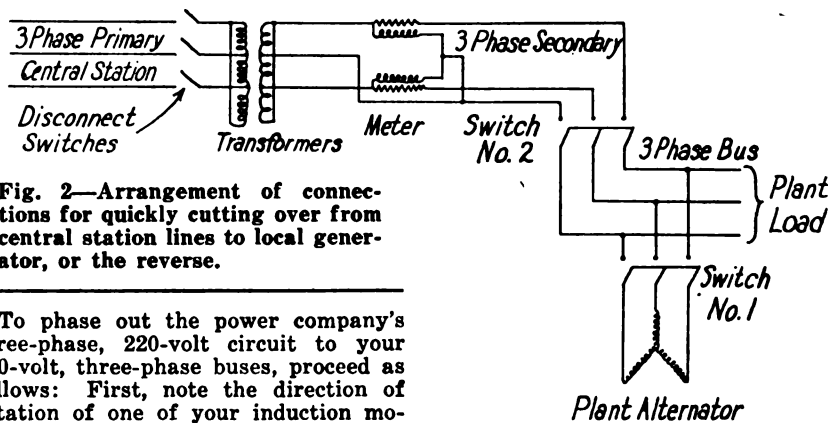 3 Phase Primary
Central Station
Disconnect
Switches
Transformers
Meter
3 Phase Secondary
Switch
No. 2
3 Phase Bus
Plant
Load
Switch
No. 1
Plant Alternator
Fig. 2—Arrangement of connec-
tions for quickly cutting over from
central station lines to local gener-
ator, or the reverse.
To phase out the power company's
ree-phase, 220-volt circuit to your
0-volt, three-phase buses, proceed as
llows: First, note the direction of
tation of one of your induction mo-